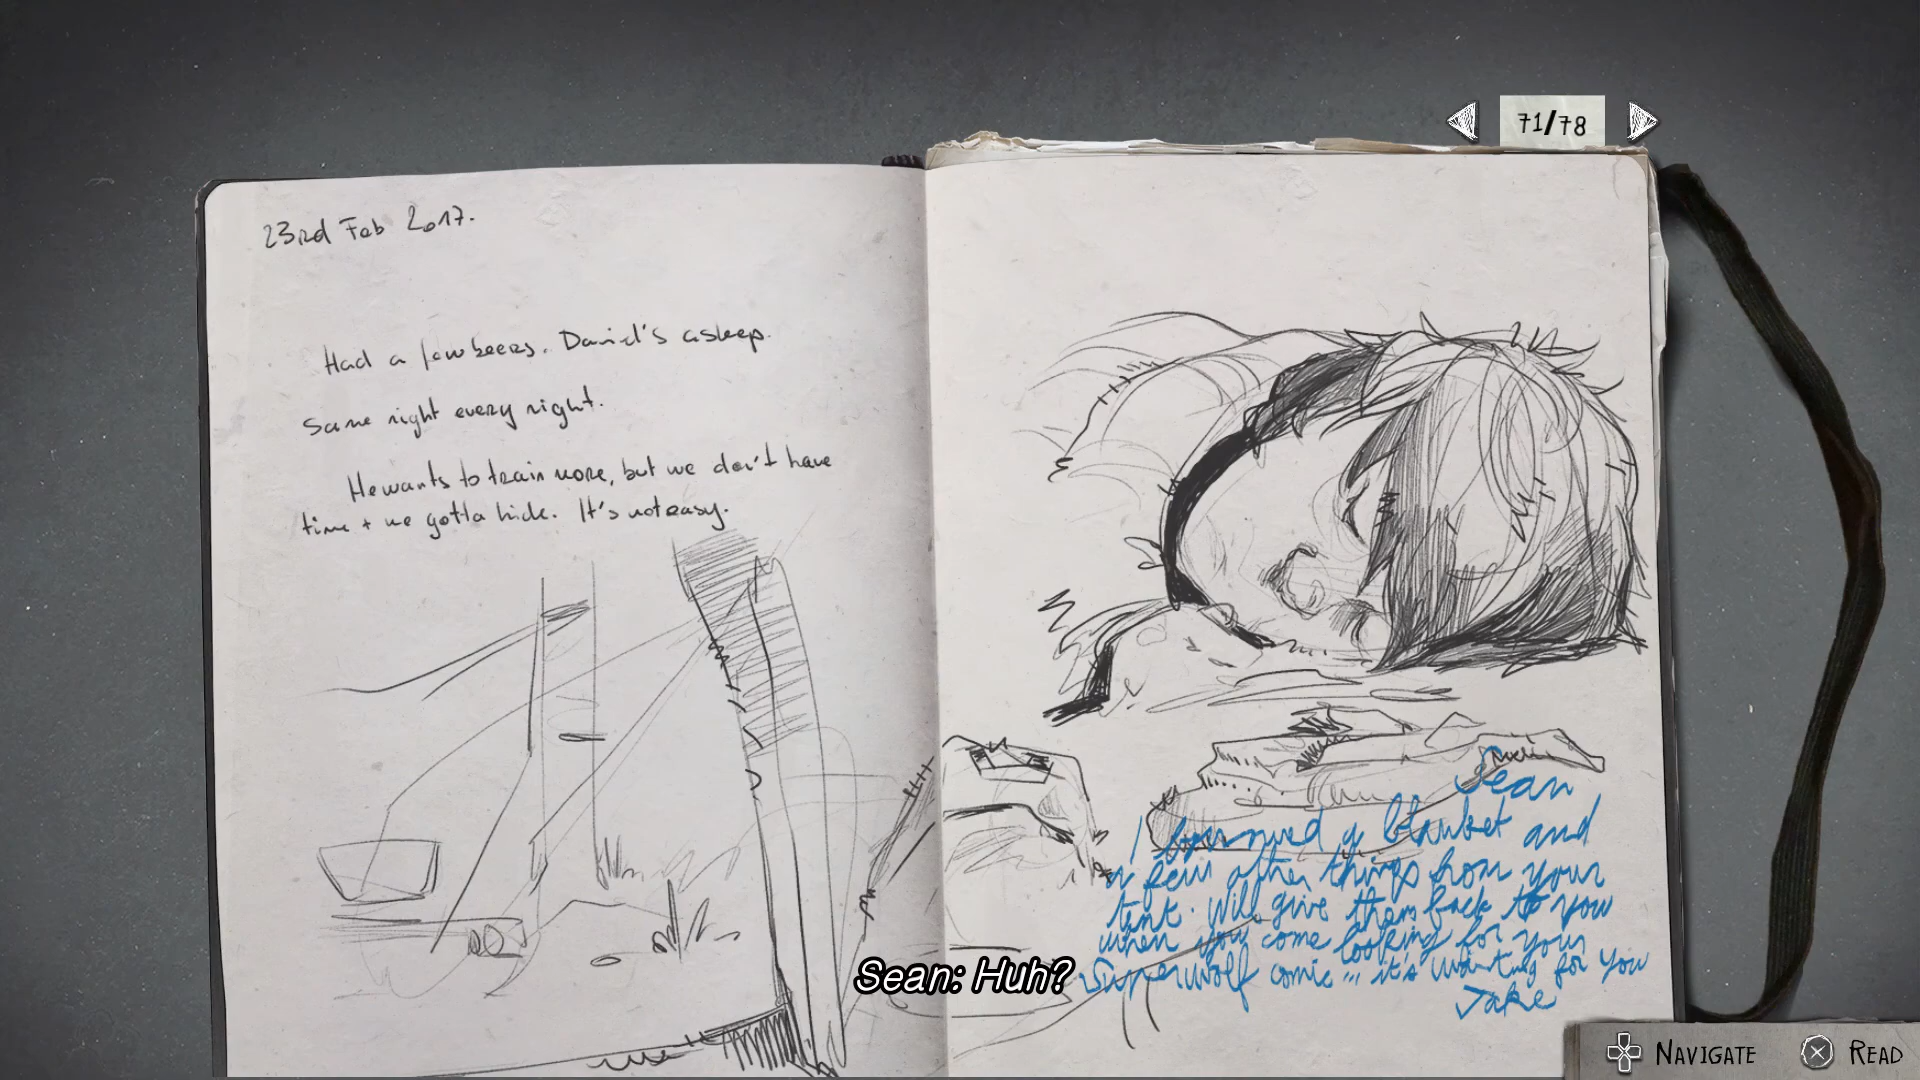 71/78
23rd Feb 2017.
Had a few beers. Daniel's asleep.
Same night every night.
He wants to train more, but we don't have
time + we gotta hide. It's not easy.
Sean
I borrowed a blanket and
a few other things from your
tent. Will give them back to you
when you come looking for your
Superwolf comic... it's waiting for you
Jake
Sean: Huh?
NAVIGATE
READ